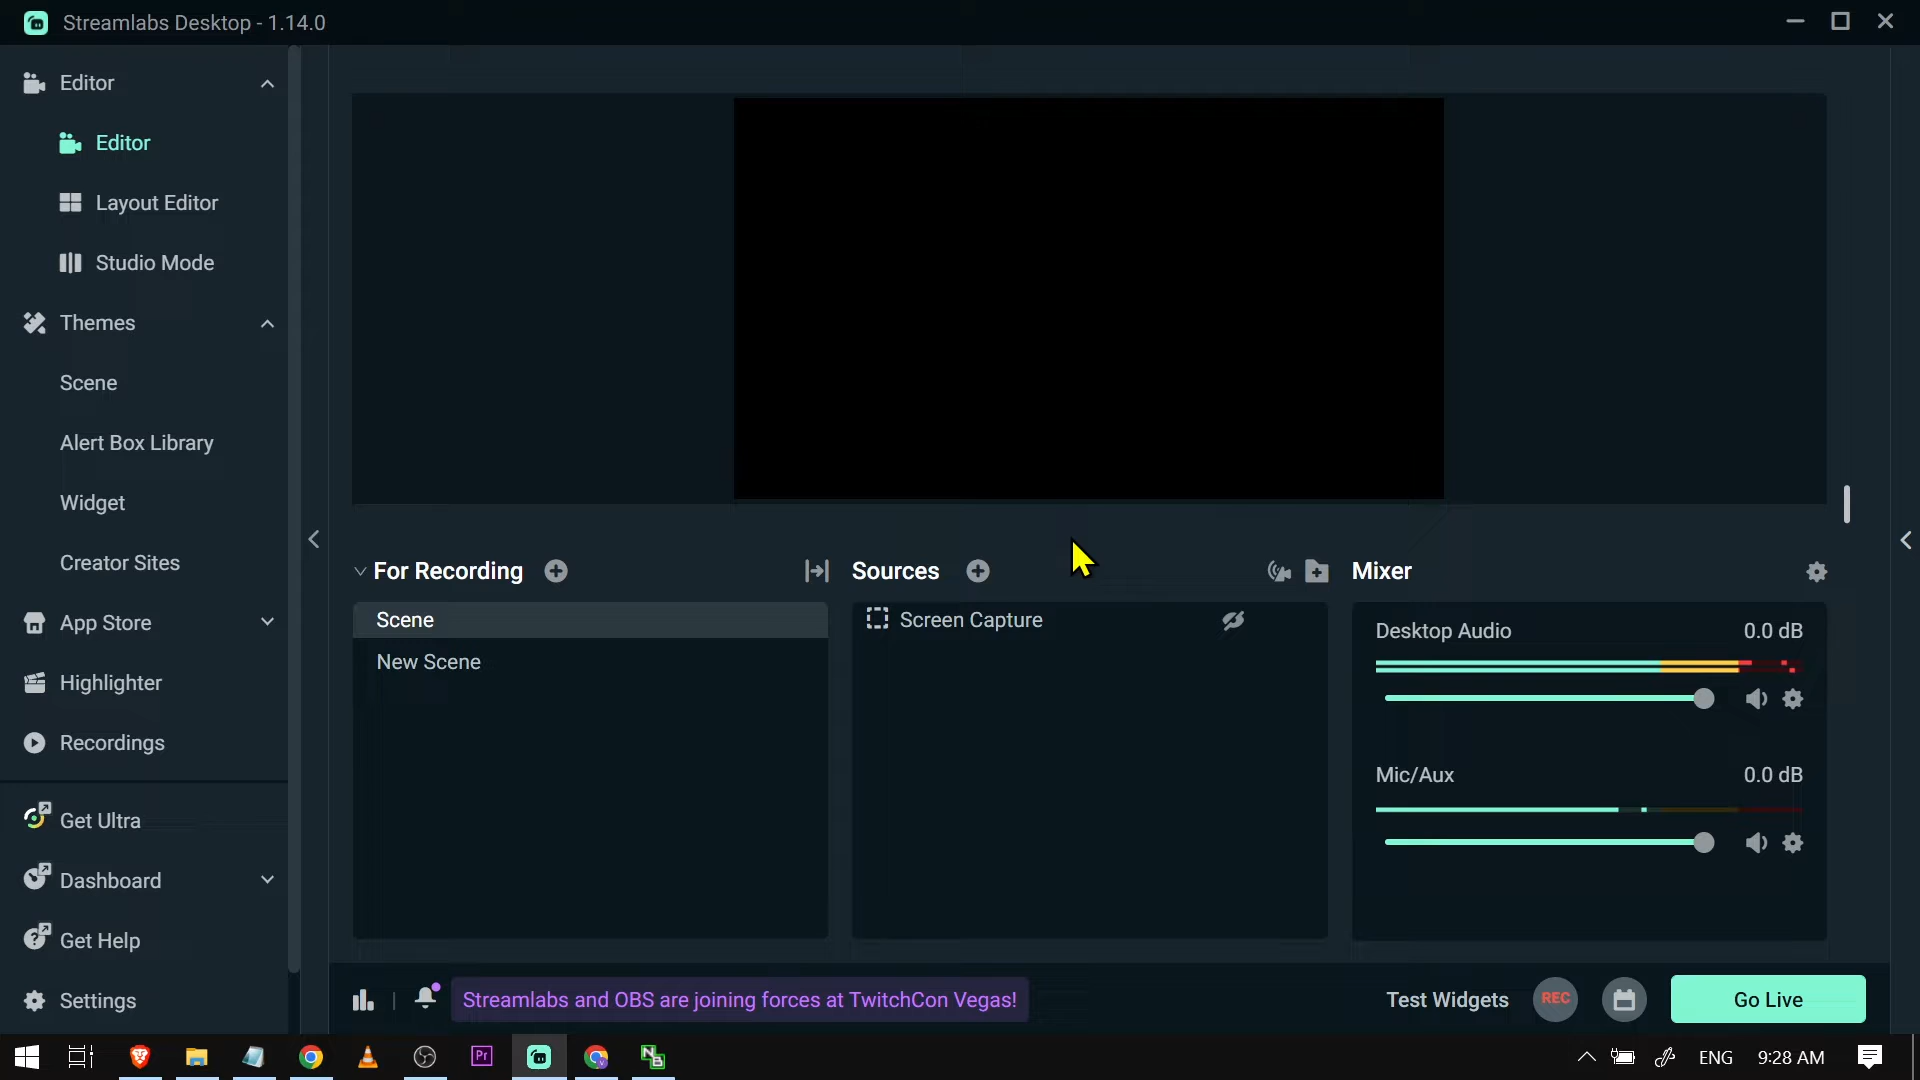 Streamlabs Desktop - 1.14.0
Editor
Editor
Layout Editor
Studio Mode
Themes
Scene
Alert Box Library
Widget
Creator Sites
App Store
Highlighter
Recordings
Get Ultra
Dashboard
Get Help
Settings
For Recording
Scene
New Scene
Sources
Screen Capture
Mixer
Desktop Audio 0.0 dB
Mic/Aux 0.0 dB
Streamlabs and OBS are joining forces at TwitchCon Vegas!
Test Widgets REC Go Live
Pr
ENG 9:28 AM